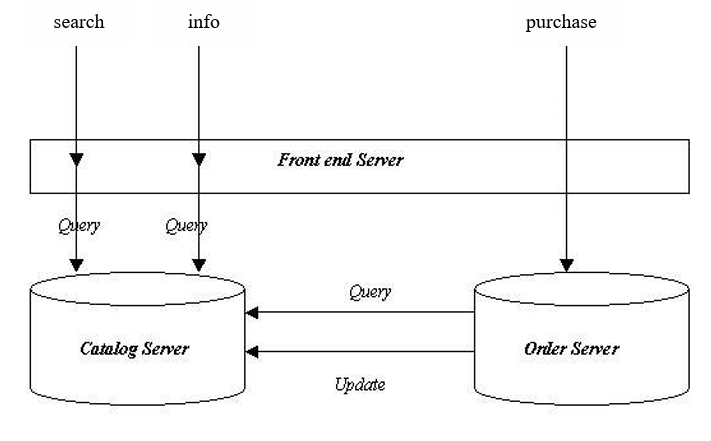 search
info
purchase
Front end Server
Query
Query
Query
Catalog Server
Order Server
Update